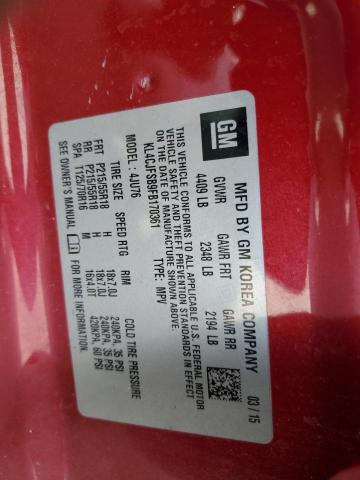 GM
MFD BY GM KOREA COMPANY
03/15
GVWR GAWR FRT GAWR RR
4409 LB 2348 LB 2194 LB
THIS VEHICLE CONFORMS TO ALL APPLICABLE U.S. FEDERAL MOTOR
VEHICLE SAFETY AND THEFT PREVENTION STANDARDS IN EFFECT
ON THE DATE OF MANUFACTURE SHOWN ABOVE.
KL4CJFSB9FB170361 TYPE: MPV
MODEL: 4JU76
TIRE SIZE SPEED RTG RIM COLD TIRE PRESSURE
FRT P215/55R18 H 18x7.0J 240KPA, 35 PSI
RR P215/55R18 H 18x7.0J 240KPA, 35 PSI
SPA T125/70R16 M 16x4.0T 420KPA, 60 PSI
SEE OWNER'S MANUAL FOR MORE INFORMATION.